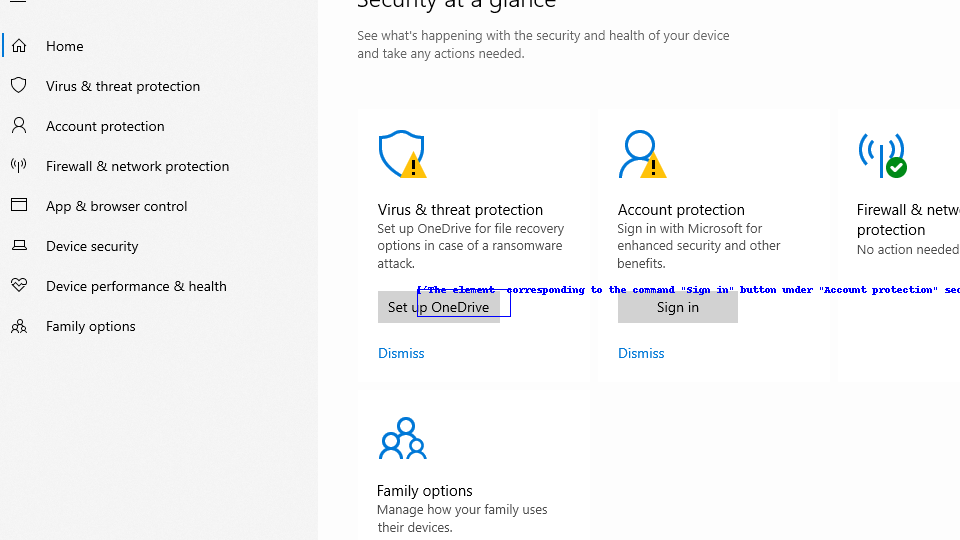 Security at a glance
See what's happening with the security and health of your device
and take any actions needed.
Home
Virus & threat protection
Account protection
Firewall & network protection
App & browser control
Device security
Device performance & health
Family options
Virus & threat protection
Set up OneDrive for file recovery
options in case of a ransomware
attack.
Set up OneDrive
Dismiss
Account protection
Sign in with Microsoft for
enhanced security and other
benefits.
Sign in
Dismiss
Firewall & netw
protection
No action needed
['The element corresponding to the command "Sign in" button under "Account protection" sec
Family options
Manage how your family uses
their devices.